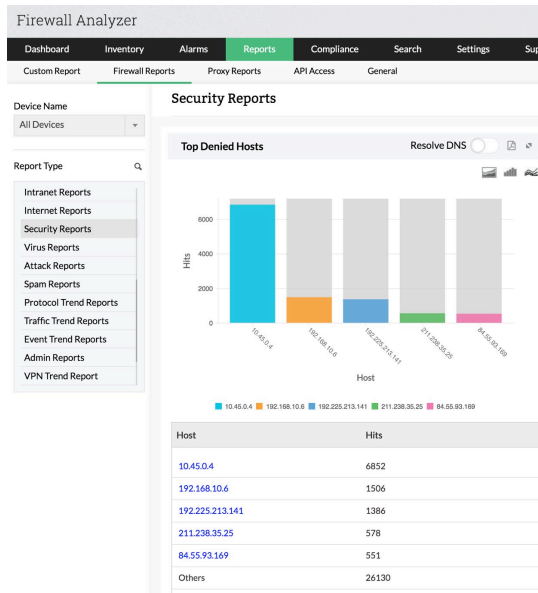 Firewall Analyzer
Dashboard Inventory Alarms Reports Compliance Search Settings
Custom Report Firewall Reports Proxy Reports API Access General
Device Name
All Devices
Report Type
Intranet Reports
Internet Reports
Security Reports
Virus Reports
Attack Reports
Spam Reports
Protocol Trend Reports
Traffic Trend Reports
Event Trend Reports
Admin Reports
VPN Trend Report
Security Reports
Top Denied Hosts Resolve DNS
Hits
6000
4000
2000
0
10.45.0.4 192.168.10.6 192.225.213.141 211.238.35.25 84.55.93.169
Host
10.45.0.4 192.168.10.6 192.225.213.141 211.238.35.25 84.55.93.169
Host Hits
10.45.0.4 6852
192.168.10.6 1506
192.225.213.141 1386
211.238.35.25 578
84.55.93.169 551
Others 26130